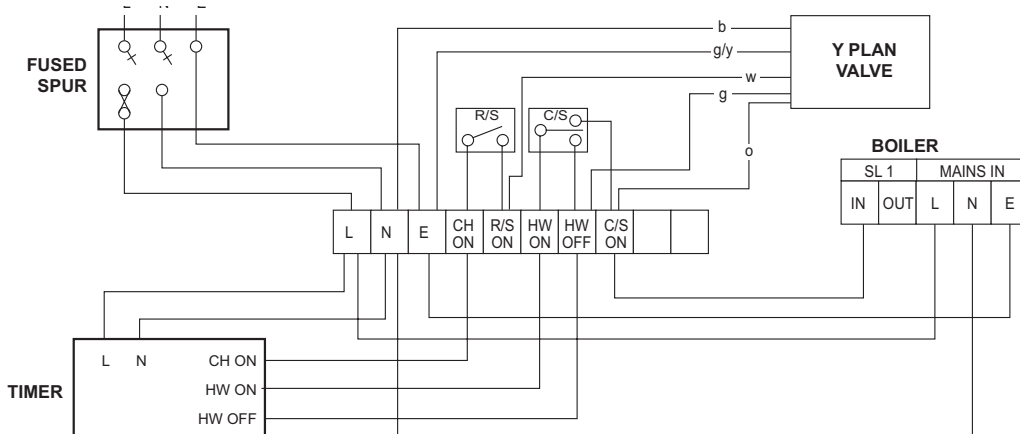 FUSED
SPUR
b
g/y
w
g
o
Y PLAN
VALVE
R/S
C/S
BOILER
SL 1
MAINS IN
IN
OUT
L
N
E
L
N
E
CH
ON
R/S
ON
HW
ON
HW
OFF
C/S
ON
TIMER
L
N
CH ON
HW ON
HW OFF